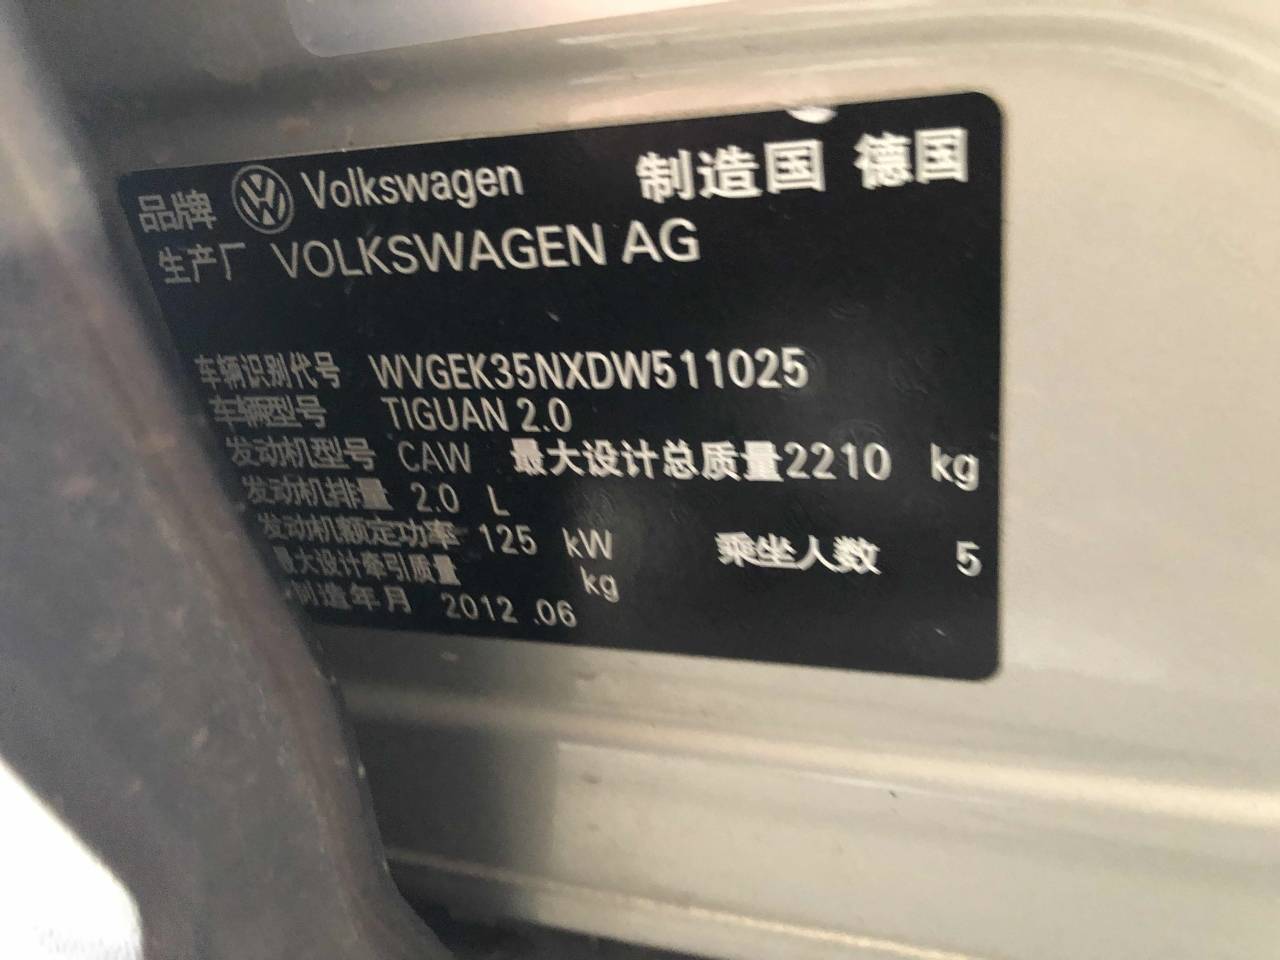 品牌 Volkswagen 制造国 德国
生产厂 VOLKSWAGEN AG
车辆识别代号 WVGEK35NXDW511025
车辆型号 TIGUAN 2.0
发动机型号 CAW 最大设计总质量2210 kg
发动机排量 2.0 L
发动机额定功率 125 kW 乘坐人数 5
最大设计牵引质量 kg
制造年月 2012 .06